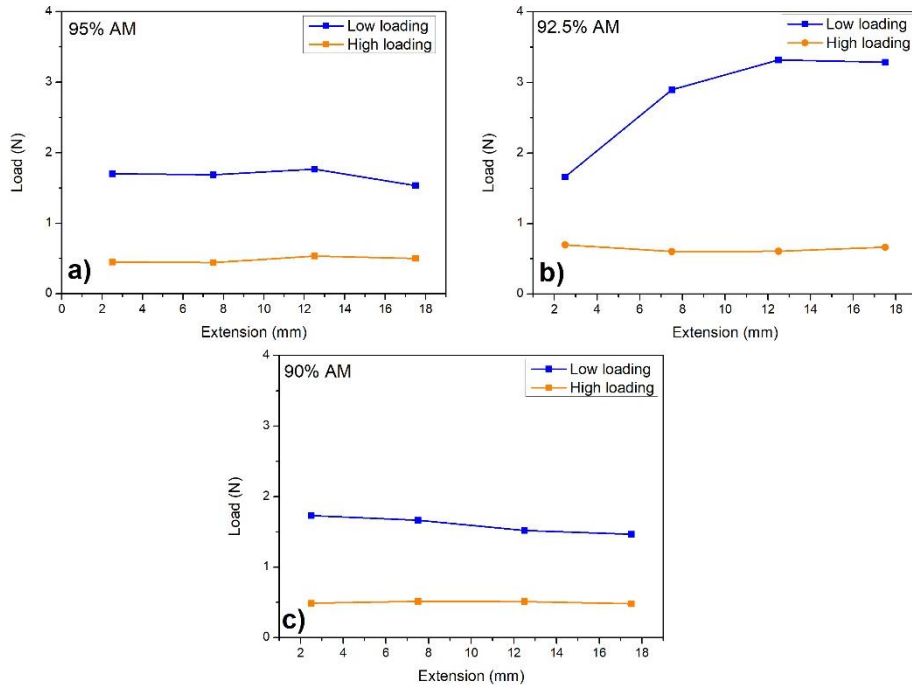 95% AM
Low loading
High loading
4
3
2
1
0
Load (N)
a)
0 2 4 6 8 10 12 14 16 18
Extension (mm)
92.5% AM
Low loading
High loading
4
3
2
1
0
Load (N)
b)
2 4 6 8 10 12 14 16 18
Extension (mm)
90% AM
Low loading
High loading
4
3
2
1
0
Load (N)
c)
2 4 6 8 10 12 14 16 18
Extension (mm)